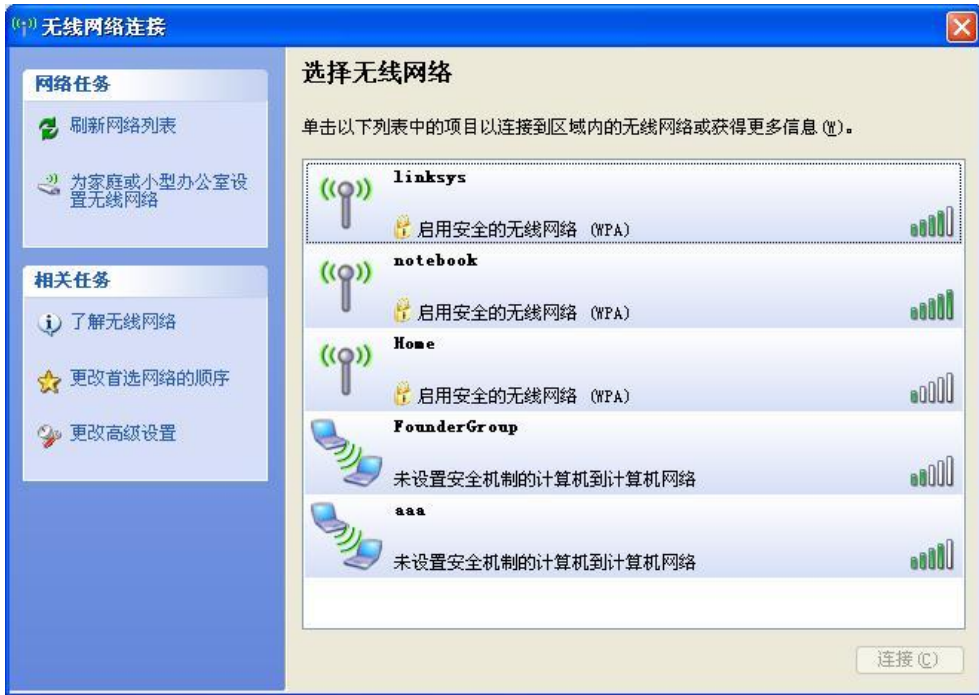 无线网络连接
网络任务
刷新网络列表
为家庭或小型办公室设
置无线网络
相关任务
了解无线网络
更改首选网络的顺序
更改高级设置
选择无线网络
单击以下列表中的项目以连接到区域内的无线网络或获得更多信息(W)。
linksys
启用安全的无线网络 (WPA)
notebook
启用安全的无线网络 (WPA)
Home
启用安全的无线网络 (WPA)
FounderGroup
未设置安全机制的计算机到计算机网络
aaa
未设置安全机制的计算机到计算机网络
连接(C)